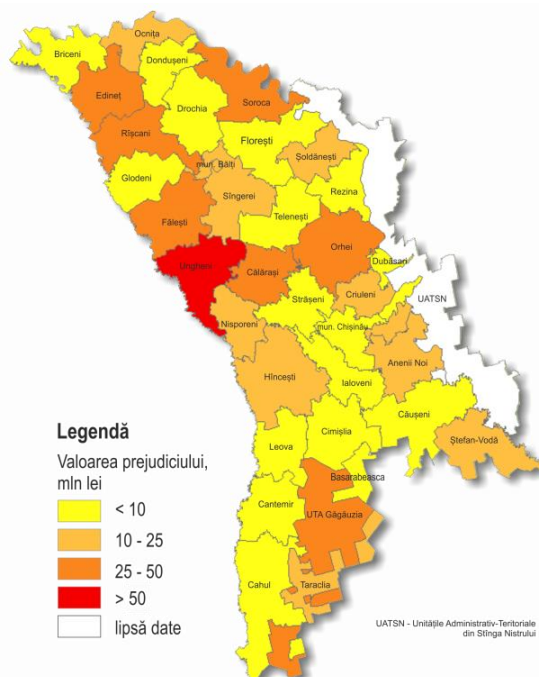 Ocnița
Briceni
Dondușeni
Edineț
Soroca
Drochia
Rîșcani
Florești
Șoldănești
mun. Bălți
Glodeni
Sîngerei
Rezina
Telenești
Fălești
Orhei
Ungheni
Călărași
Dubăsari
Criuleni
UATSN
Strășeni
Nisporeni
mun. Chișinău
Anenii Noi
Hîncești
Ialoveni
Căușeni
Legendă
Valoarea prejudiciului,
mln lei
< 10
10 - 25
25 - 50
> 50
lipsă date
Leova
Cimișlia
Ștefan-Vodă
Basarabeasca
Cantemir
UTA Găgăuzia
Cahul
Taraclia
UATSN - Unitățile Administrativ-Teritoriale
din Stînga Nistrului